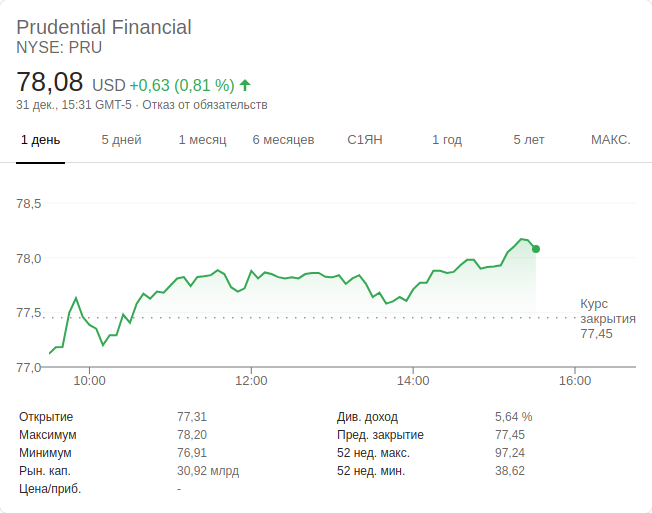 Prudential Financial
NYSE: PRU
78,08 USD +0,63 (0,81 %)
31 дек., 15:31 GMT-5 · Отказ от обязательств
1 день 5 дней 1 месяц 6 месяцев С1ЯН 1 год 5 лет МАКС.
78,5
78,0
77,5
77,0
Курс
закрытия
77,45
10:00 12:00 14:00 16:00
Открытие 77,31 Див. доход 5,64 %
Максимум 78,20 Пред. закрытие 77,45
Минимум 76,91 52 нед. макс. 97,24
Рын. кап. 30,92 млрд 52 нед. мин. 38,62
Цена/приб. -